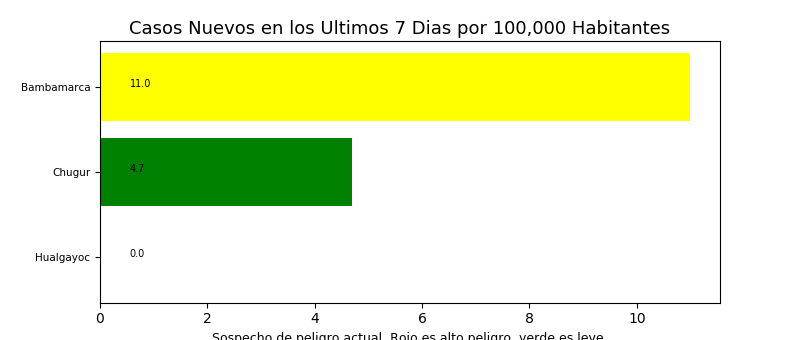 Casos Nuevos en los Ultimos 7 Dias por 100,000 Habitantes
Bambamarca 11.0
Chugur 4.7
Hualgayoc 0.0
0 2 4 6 8 10
Sospecho de peligro actual. Rojo es alto peligro, verde es leve